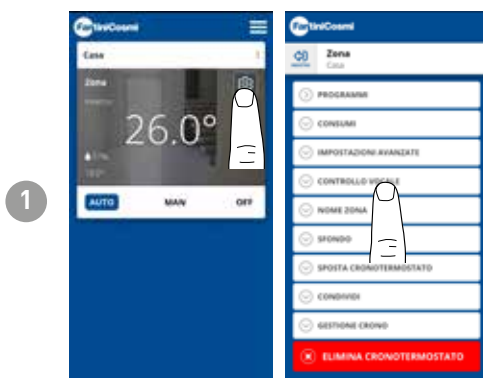 1
FantiniCosmi
Casa
Zona
26.0°
AUTO MAN OFF
FantiniCosmi
Zona
Casa
PROGRAMMI
CONSUMI
IMPOSTAZIONI AVANZATE
CONTROLLO VOCALE
NOME ZONA
SFONDO
SPOSTA CRONOTERMOSTATO
CONDIVIDI
GESTIONE CRONO
ELIMINA CRONOTERMOSTATO